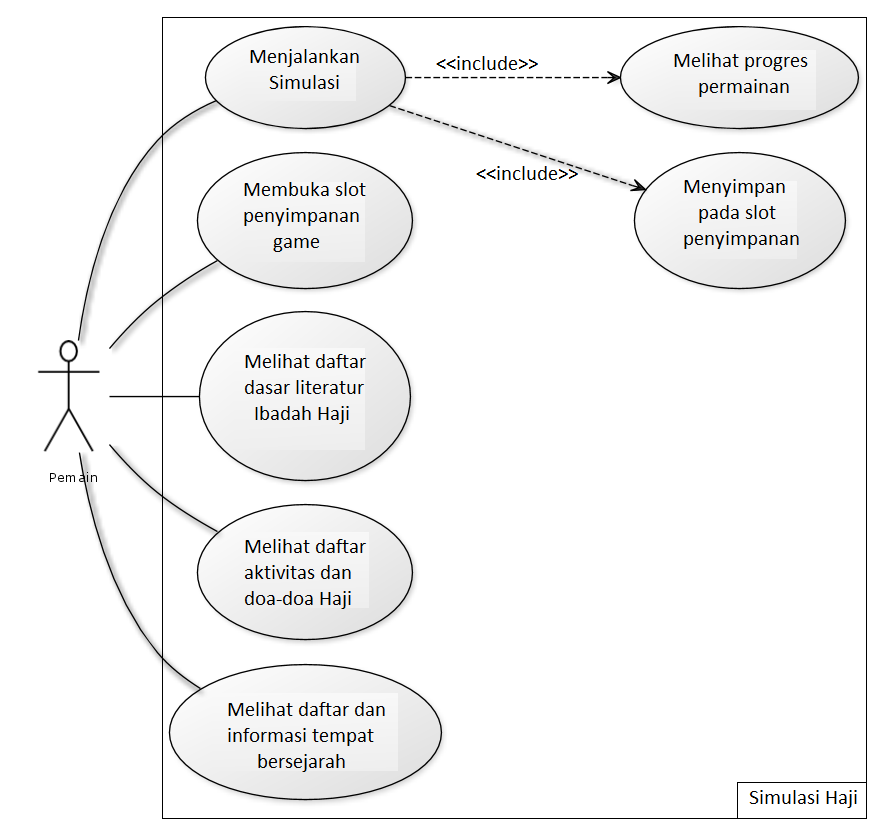 Menjalankan
Simulasi
<<include>>
Melihat progres
permainan
<<include>>
Menyimpan
pada slot
penyimpanan
Membuka slot
penyimpanan
game
Melihat daftar
dasar literatur
Ibadah Haji
Pemain
Melihat daftar
aktivitas dan
doa-doa Haji
Melihat daftar dan
informasi tempat
bersejarah
Simulasi Haji